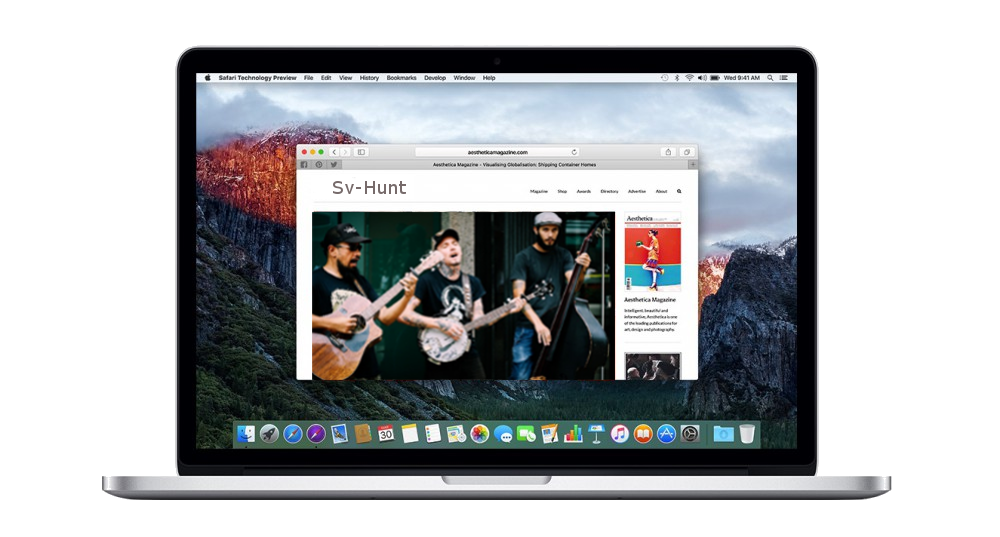 Safari Technology Preview File Edit View History Bookmarks Develop Window Help Wed 9:41 AM
aestheticamagazine.com
Aesthetica Magazine - Visualising Globalisation: Shipping Container Homes
Sv-Hunt
Magazine Shop Awards Directory Advertise About
Aesthetica
Aesthetica Magazine
Intelligent, beautiful and
informative, Aesthetica is one
of the leading publications for
art, design and photography.
30